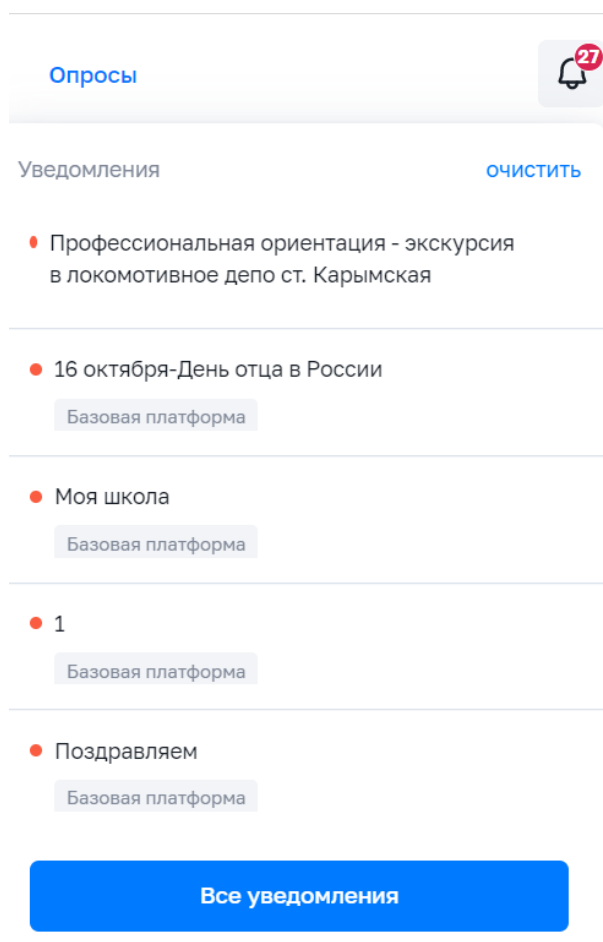 Опросы
27
Уведомления
очистить
Профессиональная ориентация - экскурсия
в локомотивное депо ст. Карымская
16 октября-День отца в России
Базовая платформа
Моя школа
Базовая платформа
1
Базовая платформа
Поздравляем
Базовая платформа
Все уведомления